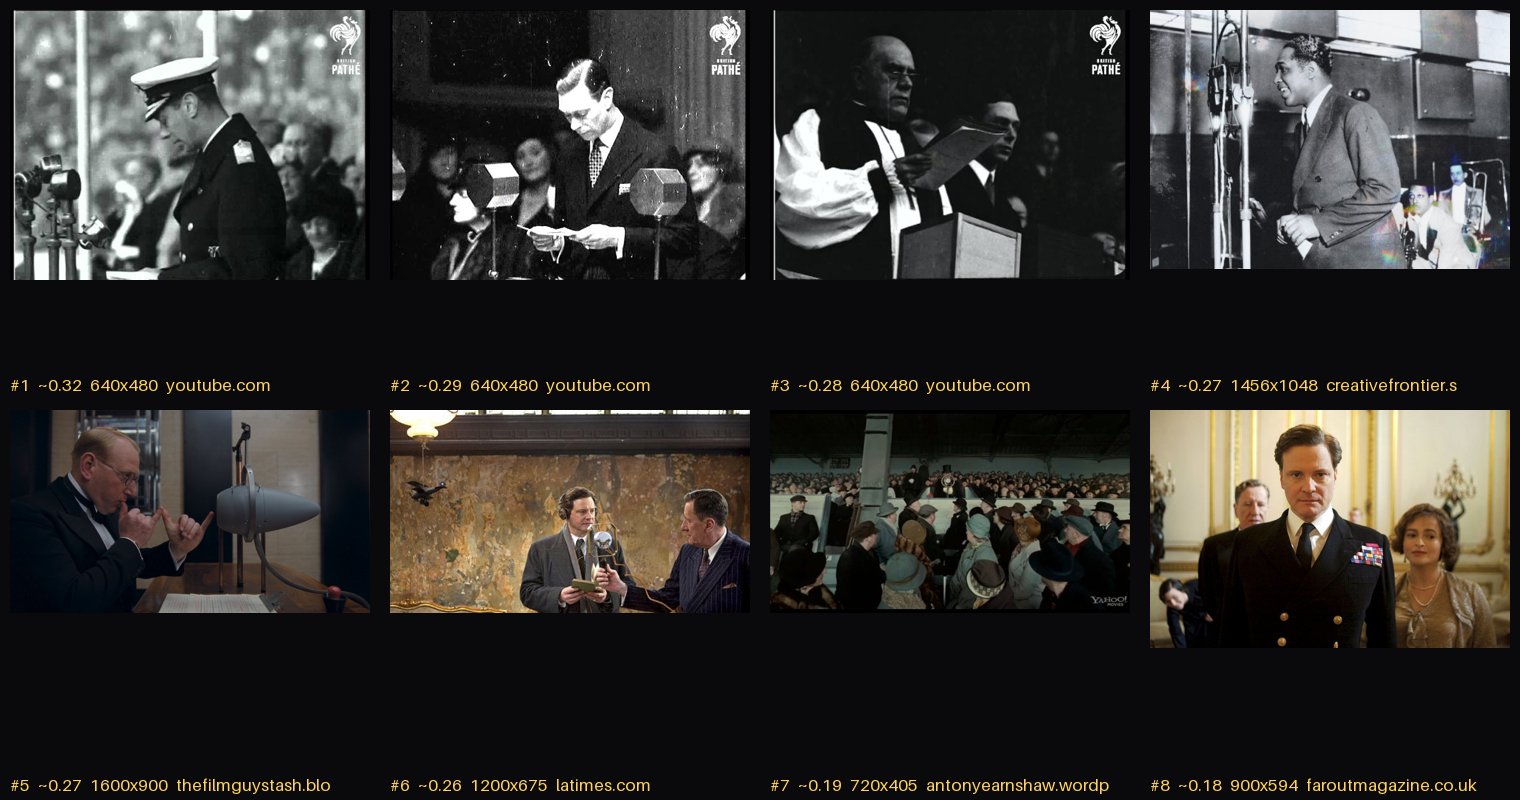 BRITISH
PATHÉ
BRITISH
PATHÉ
BRITISH
PATHÉ
#1 ~0.32 640x480 youtube.com
#2 ~0.29 640x480 youtube.com
#3 ~0.28 640x480 youtube.com
#4 ~0.27 1456x1048 creativefrontier.s
YAHOO!
MOVIES
#5 ~0.27 1600x900 thefilmguystash.blo
#6 ~0.26 1200x675 latimes.com
#7 ~0.19 720x405 antonyearnshaw.wordp
#8 ~0.18 900x594 faroutmagazine.co.uk